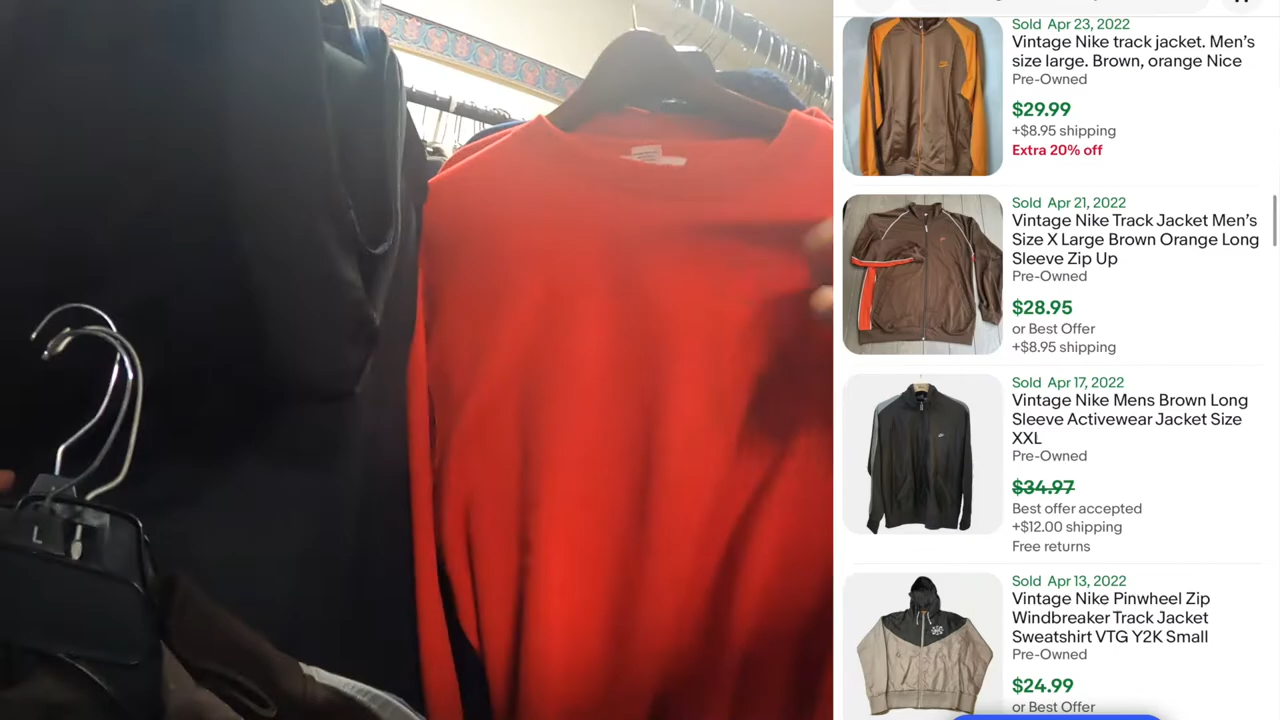 L
Sold Apr 23, 2022
Vintage Nike track jacket. Men's
size large. Brown, orange Nice
Pre-Owned
$29.99
+$8.95 shipping
Extra 20% off
Sold Apr 21, 2022
Vintage Nike Track Jacket Men's
Size X Large Brown Orange Long
Sleeve Zip Up
Pre-Owned
$28.95
or Best Offer
+$8.95 shipping
Sold Apr 17, 2022
Vintage Nike Mens Brown Long
Sleeve Activewear Jacket Size
XXL
Pre-Owned
$34.97
Best offer accepted
+$12.00 shipping
Free returns
Sold Apr 13, 2022
Vintage Nike Pinwheel Zip
Windbreaker Track Jacket
Sweatshirt VTG Y2K Small
Pre-Owned
$24.99
or Best Offer